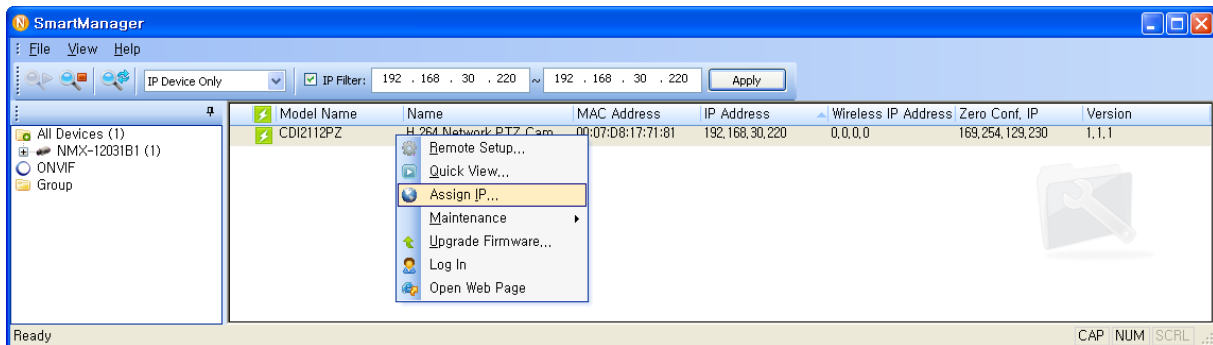 SmartManager
File View Help
IP Device Only IP Filter: 192 . 168 . 30 . 220 ~ 192 . 168 . 30 . 220 Apply
Model Name Name MAC Address IP Address Wireless IP Address Zero Conf, IP Version
All Devices (1) CDI2112PZ H.264 Network PTZ Cam 00:07:D8:17:71:81 192,168,30,220 0,0,0,0 169,254,129,230 1,1,1
NMX-12031B1 (1) Remote Setup...
ONVIF Quick View...
Group Assign IP...
Maintenance
Upgrade Firmware...
Log In
Open Web Page
Ready CAP NUM SCRL